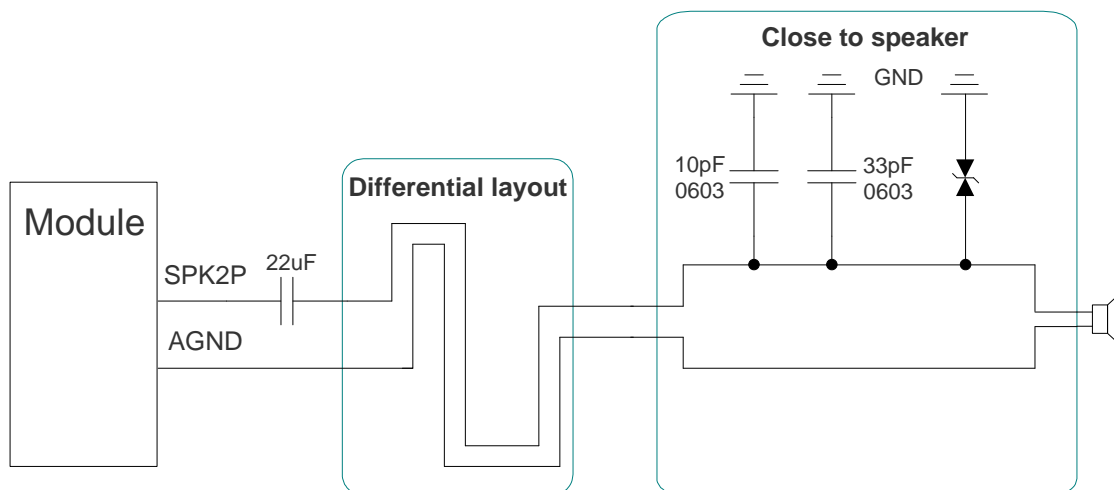 Close to speaker
GND
10pF
0603
33pF
0603
Differential layout
Module
SPK2P
22uF
AGND